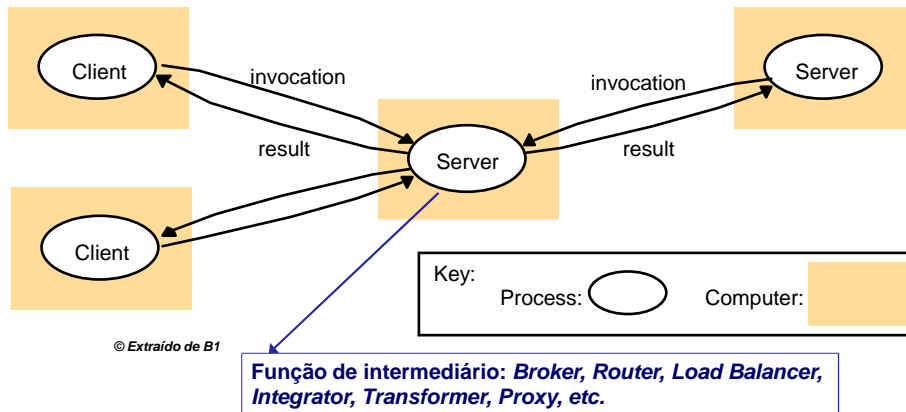 Client
invocation
result
Server
invocation
result
Server
Client
Key:
Process:
Computer:
© Extraído de B1
Função de intermediário: Broker, Router, Load Balancer,
Integrator, Transformer, Proxy, etc.